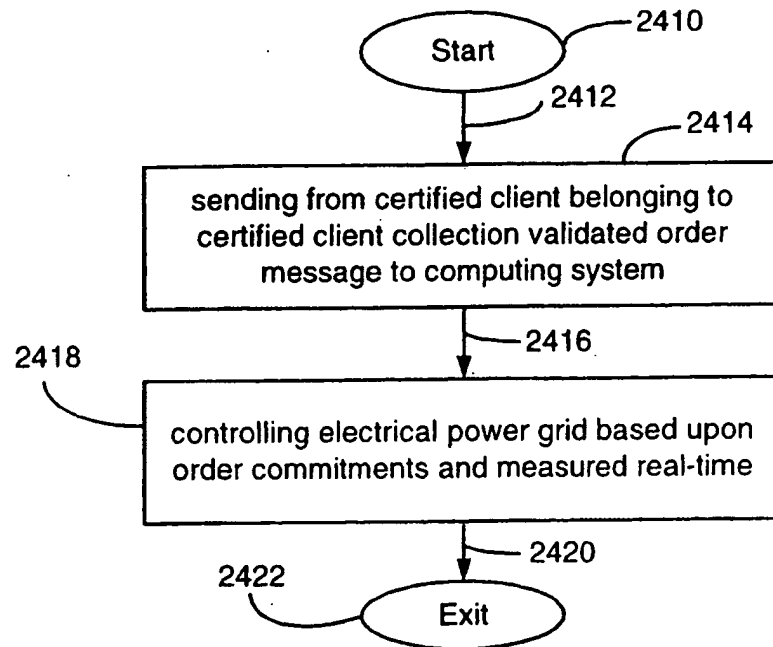 Start
2410
2412
2414
sending from certified client belonging to
certified client collection validated order
message to computing system
2416
2418
controlling electrical power grid based upon
order commitments and measured real-time
2420
2422
Exit